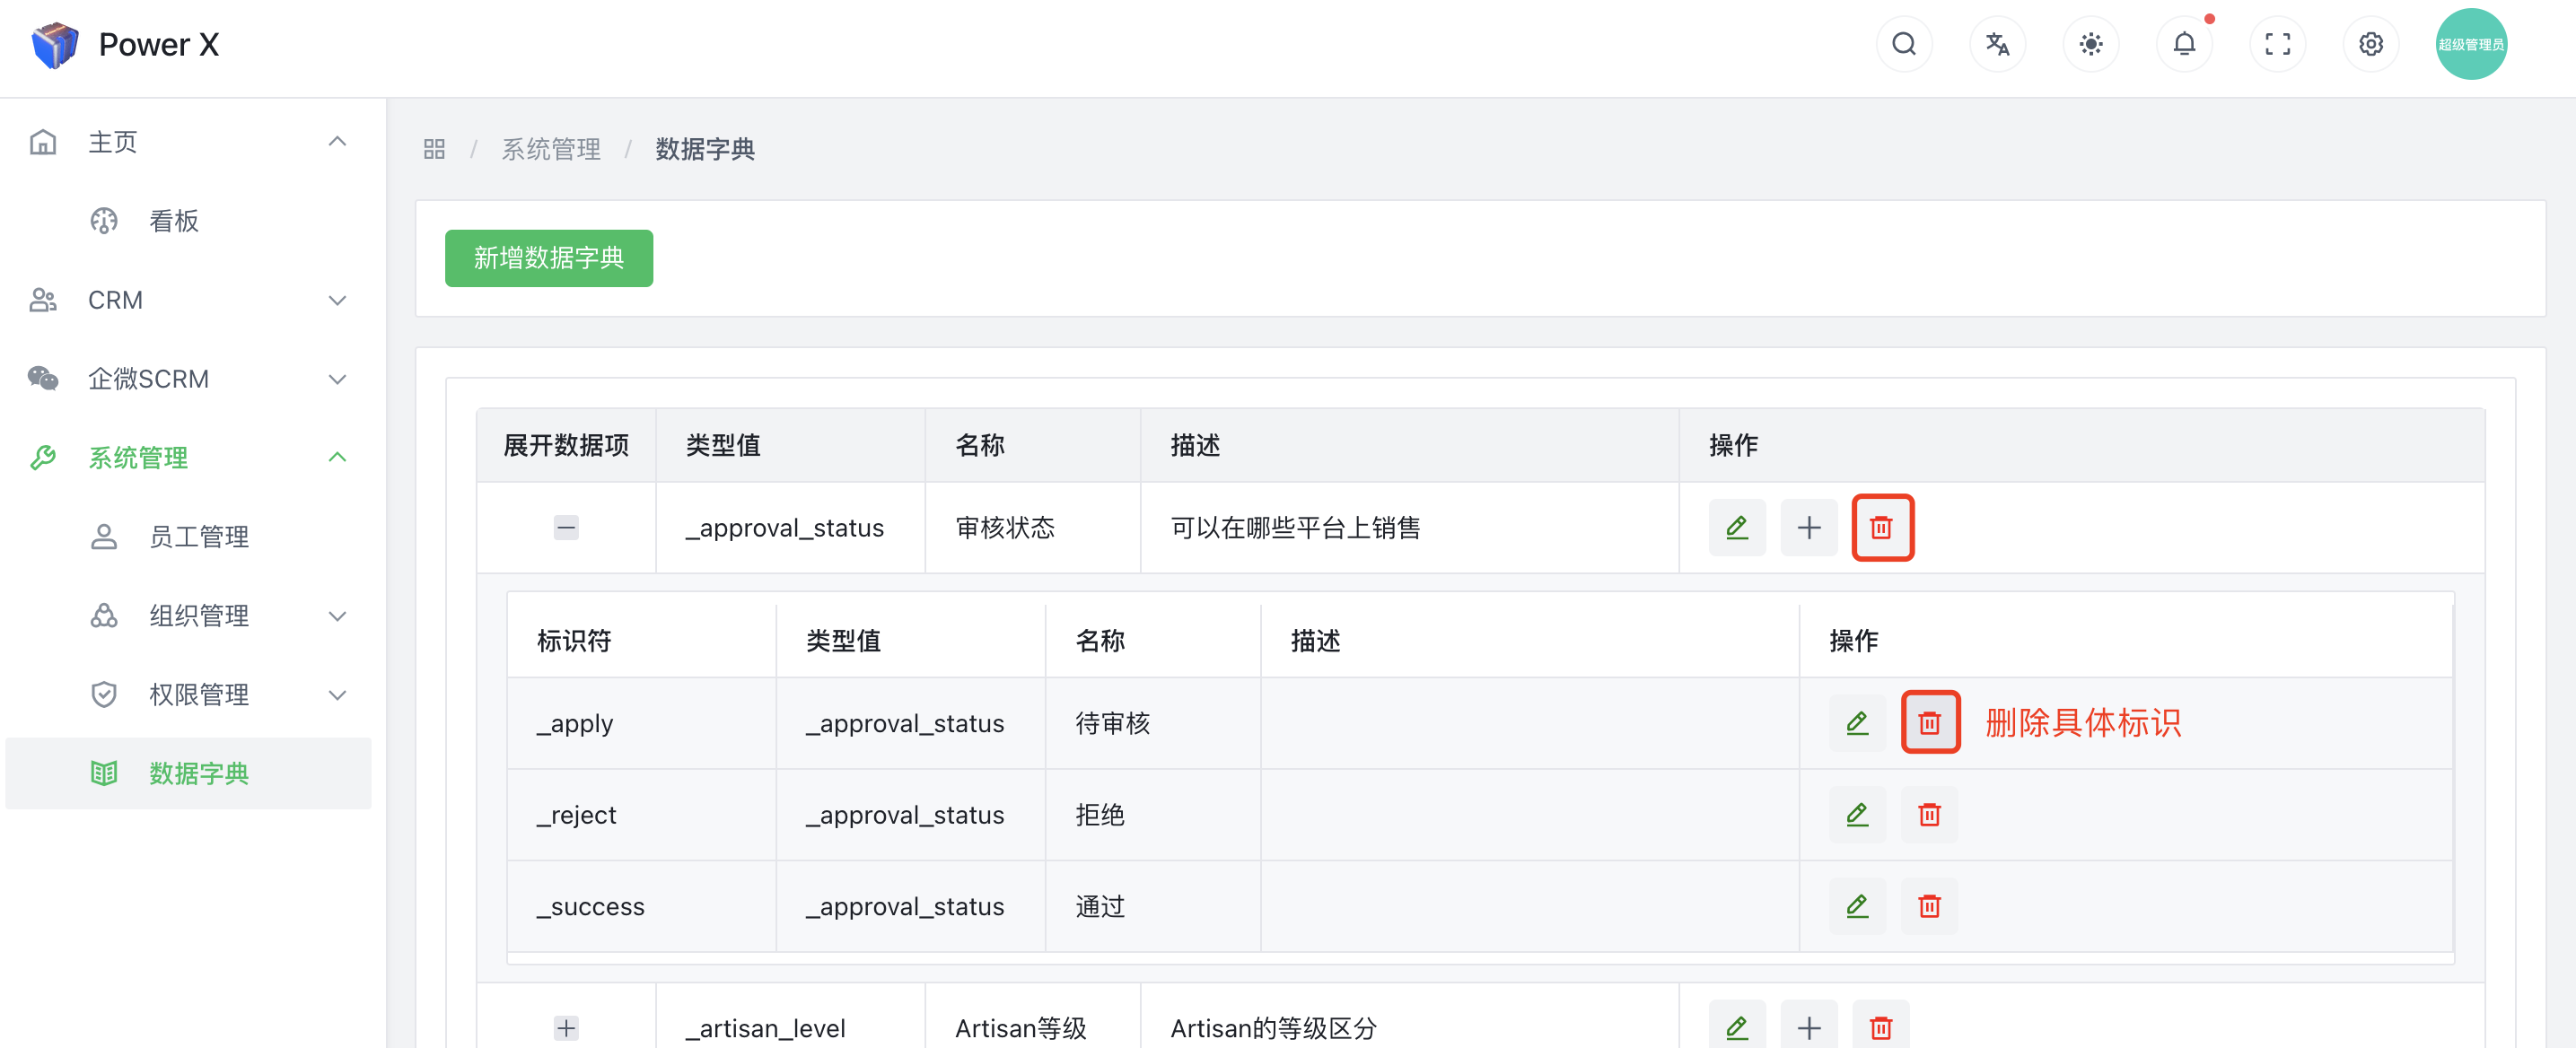 Power X
超级管理员
主页
看板
CRM
企微SCRM
系统管理
员工管理
组织管理
权限管理
数据字典
/ 系统管理 / 数据字典
新增数据字典
展开数据项 类型值 名称 描述 操作
_approval_status 审核状态 可以在哪些平台上销售
标识符 类型值 名称 描述 操作
_apply _approval_status 待审核 删除具体标识
_reject _approval_status 拒绝
_success _approval_status 通过
_artisan_level Artisan等级 Artisan的等级区分